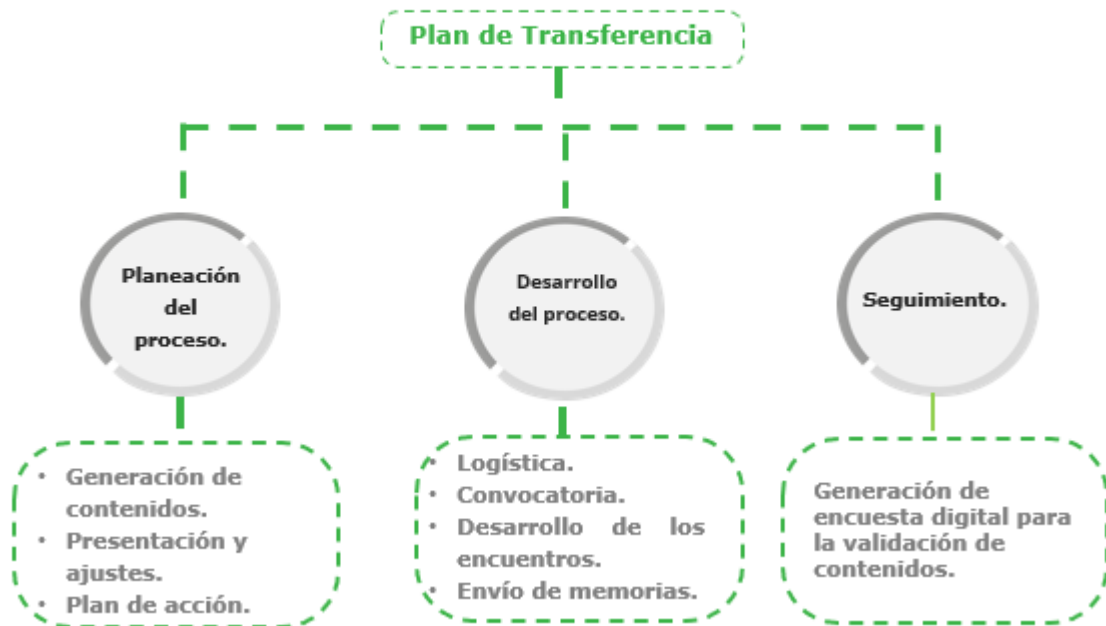 Plan de Transferencia
Planeación
del
proceso.
Desarrollo
del proceso.
Seguimiento.
• Generación de
contenidos.
• Presentación y
ajustes.
• Plan de acción.
• Logística.
• Convocatoria.
• Desarrollo de los
encuentros.
• Envío de memorias.
Generación de
encuesta digital para
la validación de
contenidos.